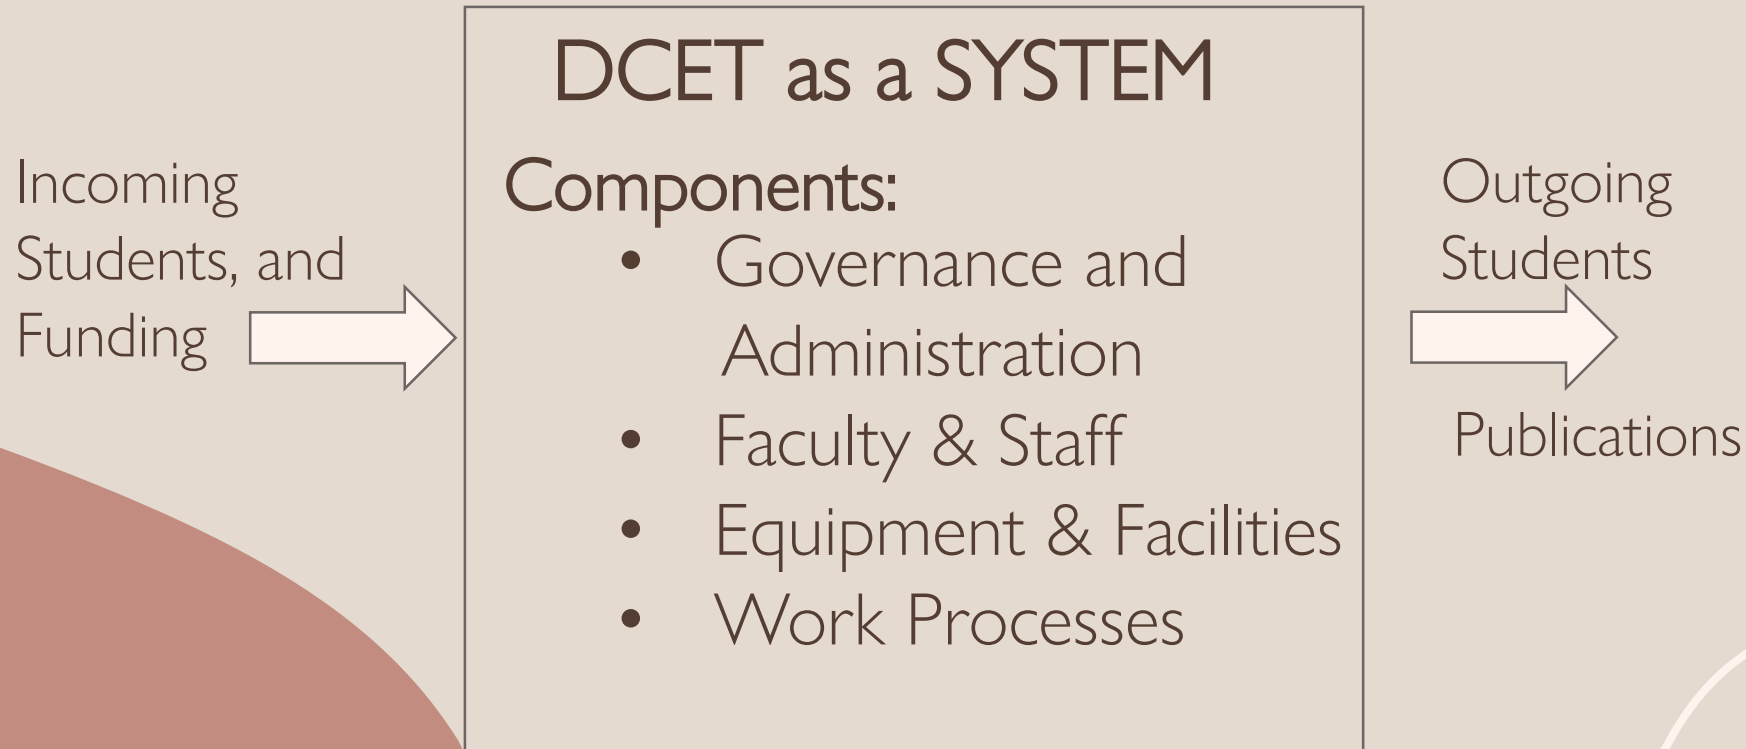 DCET as a SYSTEM
Incoming
Students, and
Funding
Components:
• Governance and
Administration
• Faculty & Staff
• Equipment & Facilities
• Work Processes
Outgoing
Students
Publications